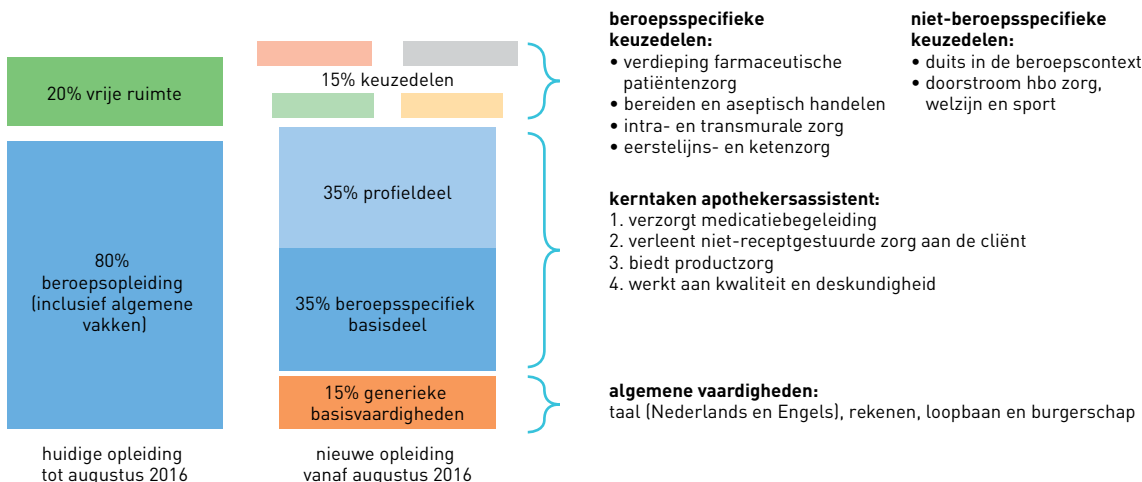 20% vrije ruimte
80%
beroepsopleiding
(inclusief algemene
vakken)
huidige opleiding
tot augustus 2016
15% keuzedelen
35% profieldeel
35% beroepsspecifiek
basisdeel
15% generieke
basisvaardigheden
nieuwe opleiding
vanaf augustus 2016
beroepsspecifieke
keuzedelen:
• verdieping farmaceutische
patiëntenzorg
• bereiden en aseptisch handelen
• intra- en transmurale zorg
• eerstelijns- en ketenzorg
niet-beroepsspecifieke
keuzedelen:
• duits in de beroepscontext
• doorstroom hbo zorg,
welzijn en sport
kerntaken apothekersassistent:
1. verzorgt medicatiebegeleiding
2. verleent niet-receptgestuurde zorg aan de cliënt
3. biedt productzorg
4. werkt aan kwaliteit en deskundigheid
algemene vaardigheden:
taal (Nederlands en Engels), rekenen, loopbaan en burgerschap